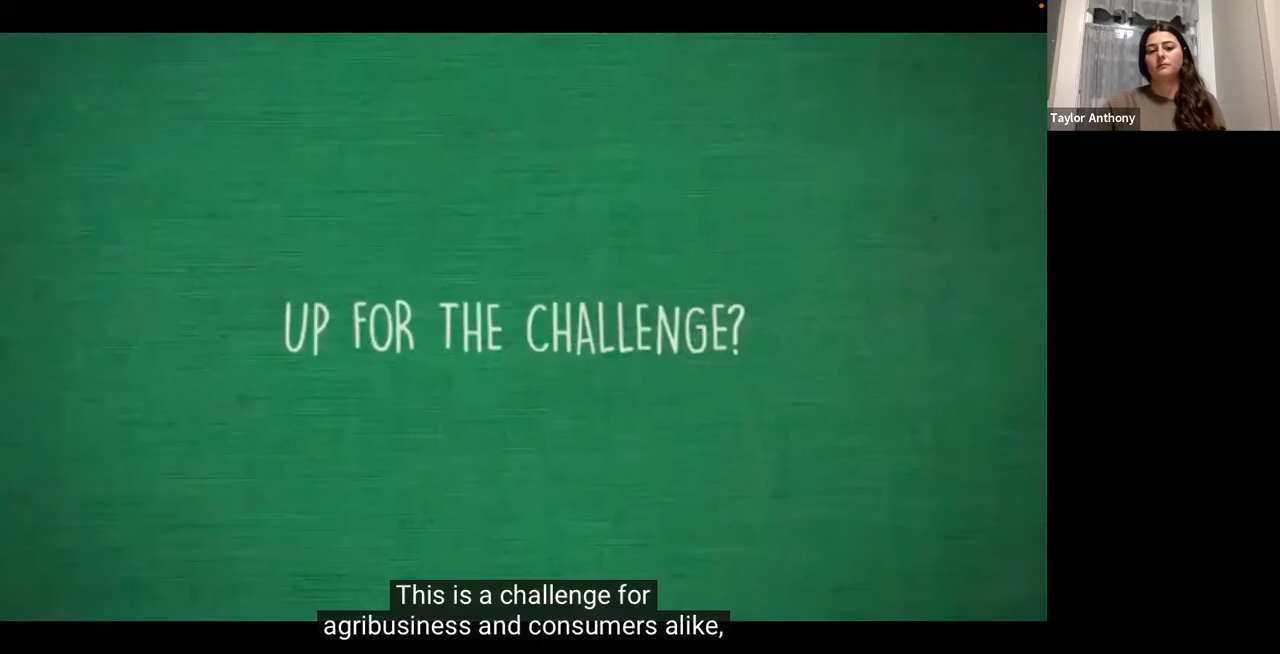 Taylor Anthony
UP FOR THE CHALLENGE?
This is a challenge for
agribusiness and consumers alike,